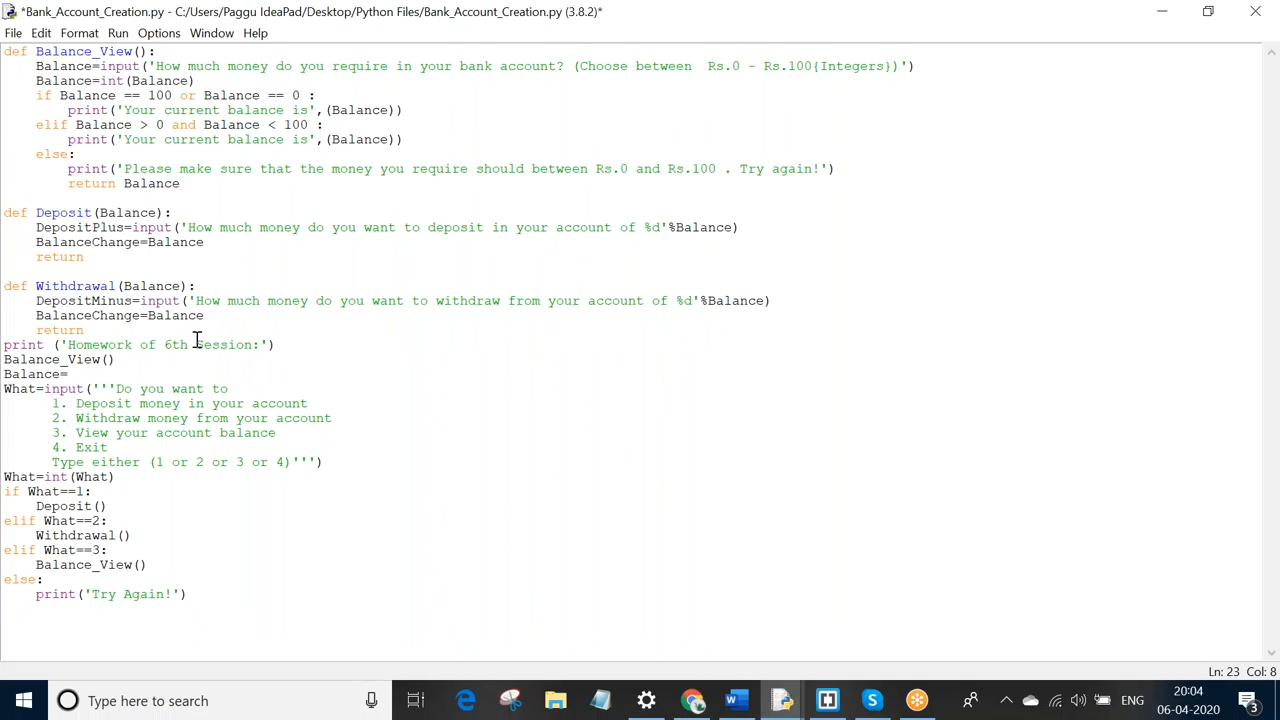 *Bank_Account_Creation.py - C:/Users/Paggu IdeaPad/Desktop/Python Files/Bank_Account_Creation.py (3.8.2)*
File Edit Format Run Options Window Help
def Balance_View():
    Balance=input('How much money do you require in your bank account? (Choose between  Rs.0 - Rs.100{Integers})')
    Balance=int(Balance)
    if Balance == 100 or Balance == 0 :
        print('Your current balance is',(Balance))
    elif Balance > 0 and Balance < 100 :
        print('Your current balance is',(Balance))
    else:
        print('Please make sure that the money you require should between Rs.0 and Rs.100 . Try again!')
        return Balance
def Deposit(Balance):
    DepositPlus=input('How much money do you want to deposit in your account of %d'%Balance)
    BalanceChange=Balance
    return
def Withdrawal(Balance):
    DepositMinus=input('How much money do you want to withdraw from your account of %d'%Balance)
    BalanceChange=Balance
    return
print ('Homework of 6th Session:')
Balance_View()
Balance=
What=input('''Do you want to
      1. Deposit money in your account
      2. Withdraw money from your account
      3. View your account balance
      4. Exit
      Type either (1 or 2 or 3 or 4)''')
What=int(What)
if What==1:
    Deposit()
elif What==2:
    Withdrawal()
elif What==3:
    Balance_View()
else:
    print('Try Again!')
Ln: 23 Col: 8
Type here to search
ENG
20:04
06-04-2020
3